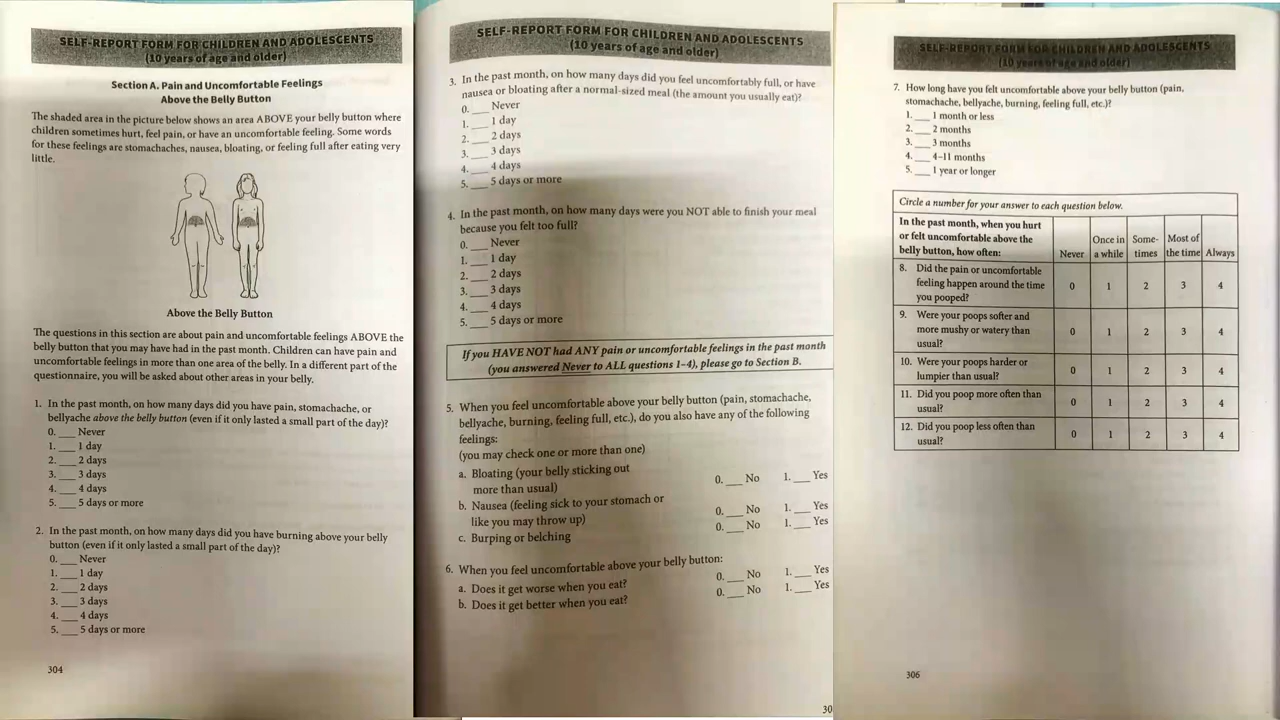 SELF-REPORT FORM FOR CHILDREN AND ADOLESCENTS
(10 years of age and older)
Section A. Pain and Uncomfortable Feelings
Above the Belly Button
The shaded area in the picture below shows an area ABOVE your belly button where
children sometimes hurt, feel pain, or have an uncomfortable feeling. Some words
for these feelings are stomachaches, nausea, bloating, or feeling full after eating very
little.
Above the Belly Button
The questions in this section are about pain and uncomfortable feelings ABOVE the
belly button that you may have had in the past month. Children can have pain and
uncomfortable feelings in more than one area of the belly. In a different part of the
questionnaire, you will be asked about other areas in your belly.
1. In the past month, on how many days did you have pain, stomachache, or
bellyache above the belly button (even if it only lasted a small part of the day)?
0. ___ Never
1. ___ 1 day
2. ___ 2 days
3. ___ 3 days
4. ___ 4 days
5. ___ 5 days or more
2. In the past month, on how many days did you have burning above your belly
button (even if it only lasted a small part of the day)?
0. ___ Never
1. ___ 1 day
2. ___ 2 days
3. ___ 3 days
4. ___ 4 days
5. ___ 5 days or more
304
SELF-REPORT FORM FOR CHILDREN AND ADOLESCENTS
(10 years of age and older)
3. In the past month, on how many days did you feel uncomfortably full, or have
nausea or bloating after a normal-sized meal (the amount you usually eat)?
0. ___ Never
1. ___ 1 day
2. ___ 2 days
3. ___ 3 days
4. ___ 4 days
5. ___ 5 days or more
4. In the past month, on how many days were you NOT able to finish your meal
because you felt too full?
0. ___ Never
1. ___ 1 day
2. ___ 2 days
3. ___ 3 days
4. ___ 4 days
5. ___ 5 days or more
If you HAVE NOT had ANY pain or uncomfortable feelings in the past month
(you answered Never to ALL questions 1–4), please go to Section B.
5. When you feel uncomfortable above your belly button (pain, stomachache,
bellyache, burning, feeling full, etc.), do you also have any of the following
feelings:
(you may check one or more than one)
a. Bloating (your belly sticking out
more than usual) 0. ___ No 1. ___ Yes
b. Nausea (feeling sick to your stomach or
like you may throw up) 0. ___ No 1. ___ Yes
c. Burping or belching 0. ___ No 1. ___ Yes
6. When you feel uncomfortable above your belly button:
a. Does it get worse when you eat? 0. ___ No 1. ___ Yes
b. Does it get better when you eat? 0. ___ No 1. ___ Yes
30
SELF-REPORT FORM FOR CHILDREN AND ADOLESCENTS
(10 years of age and older)
7. How long have you felt uncomfortable above your belly button (pain,
stomachache, bellyache, burning, feeling full, etc.)?
1. ___ 1 month or less
2. ___ 2 months
3. ___ 3 months
4. ___ 4–11 months
5. ___ 1 year or longer
Circle a number for your answer to each question below.
In the past month, when you hurt
or felt uncomfortable above the
belly button, how often: Never Once in a while Some-times Most of the time Always
8. Did the pain or uncomfortable
feeling happen around the time
you pooped? 0 1 2 3 4
9. Were your poops softer and
more mushy or watery than
usual? 0 1 2 3 4
10. Were your poops harder or
lumpier than usual? 0 1 2 3 4
11. Did you poop more often than
usual? 0 1 2 3 4
12. Did you poop less often than
usual? 0 1 2 3 4
306